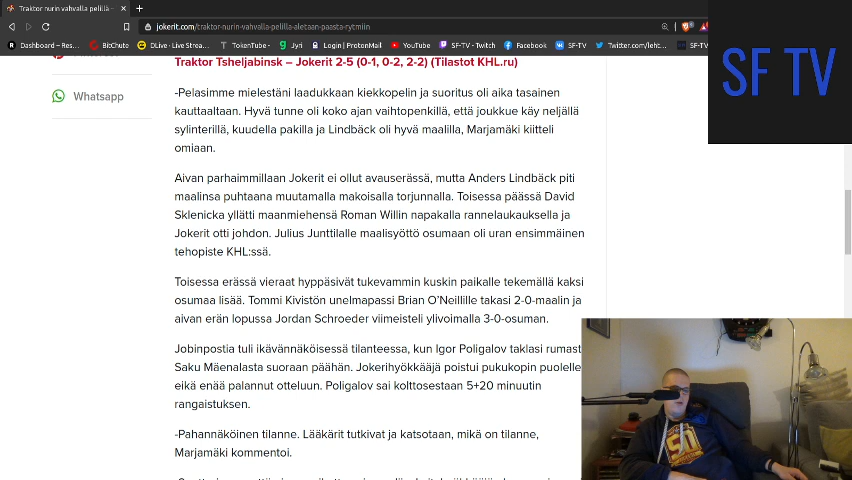 Traktor nurin vahvalla pelillä –
jokerit.com/traktor-nurin-vahvalla-pelilla-aletaan-paasta-rytmiin
Dashboard – Res...
BitChute
DLive · Live Strea...
TokenTube -
Jyri
Login | ProtonMail
YouTube
SF-TV - Twitch
Facebook
SF-TV
Twitter.com/leht...
SF-TV
SF TV
Traktor Tsheljabinsk – Jokerit 2-5 (0-1, 0-2, 2-2) (Tilastot KHL.ru)
Whatsapp
-Pelasimme mielestäni laadukkaan kiekkopelin ja suoritus oli aika tasainen
kauttaaltaan. Hyvä tunne oli koko ajan vaihtopenkillä, että joukkue käy neljällä
sylinterillä, kuudella pakilla ja Lindbäck oli hyvä maalilla, Marjamäki kiitteli
omiaan.
Aivan parhaimmillaan Jokerit ei ollut avauserässä, mutta Anders Lindbäck piti
maalinsa puhtaana muutamalla makoisalla torjunnalla. Toisessa päässä David
Sklenicka yllätti maanmiehensä Roman Willin napakalla rannelaukauksella ja
Jokerit otti johdon. Julius Junttilalle maalisyöttö osumaan oli uran ensimmäinen
tehopiste KHL:ssä.
Toisessa erässä vieraat hyppäsivät tukevammin kuskin paikalle tekemällä kaksi
osumaa lisää. Tommi Kivistön unelmapassi Brian O'Neillille takasi 2-0-maalin ja
aivan erän lopussa Jordan Schroeder viimeisteli ylivoimalla 3-0-osuman.
Jobinpostia tuli ikävännäköisessä tilanteessa, kun Igor Poligalov taklasi rumast
Saku Mäenalasta suoraan päähän. Jokerihyökkääjä poistui pukukopin puolelle
eikä enää palannut otteluun. Poligalov sai kolttosestaan 5+20 minuutin
rangaistuksen.
-Pahannäköinen tilanne. Lääkärit tutkivat ja katsotaan, mikä on tilanne,
Marjamäki kommentoi.